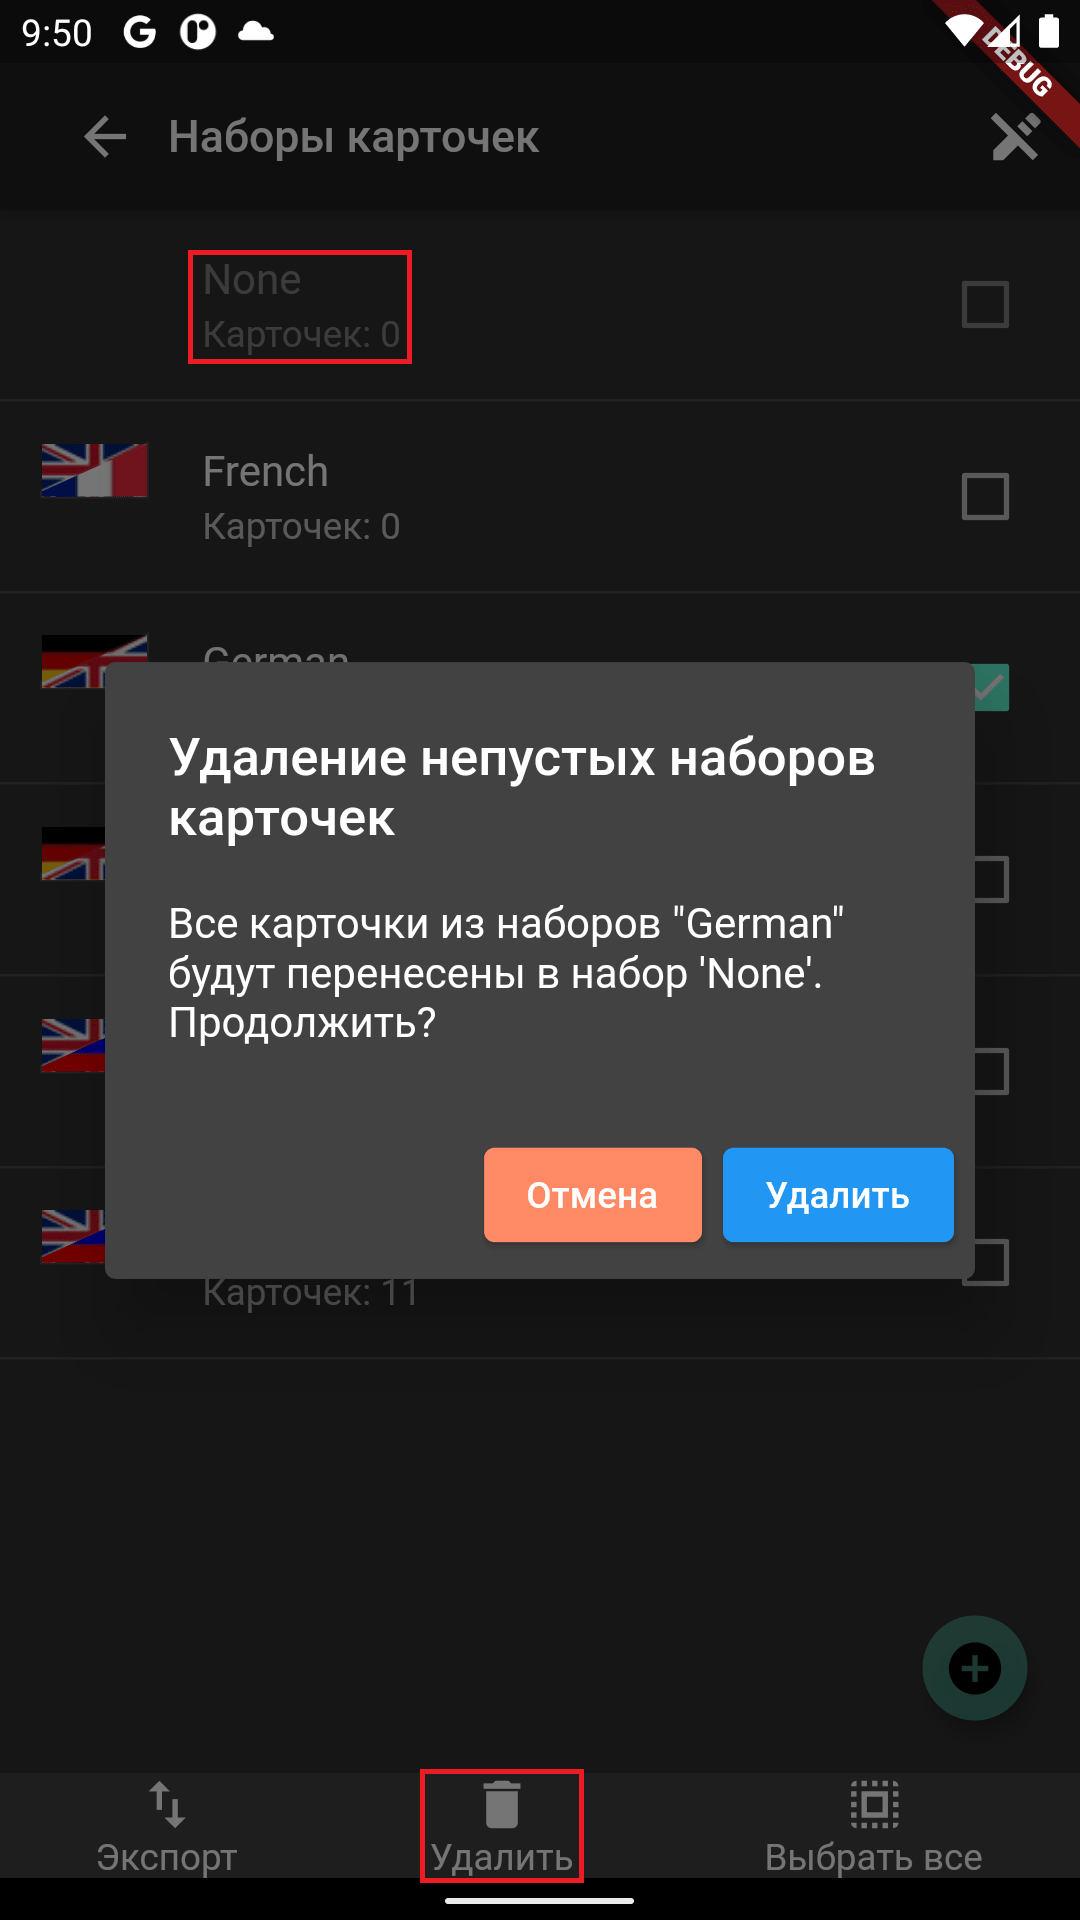 9:50
DEBUG
Наборы карточек
None
Карточек: 0
French
Карточек: 0
German
Удаление непустых наборов
карточек
Все карточки из наборов "German"
будут перенесены в набор 'None'.
Продолжить?
Отмена
Удалить
Карточек: 11
Экспорт
Удалить
Выбрать все